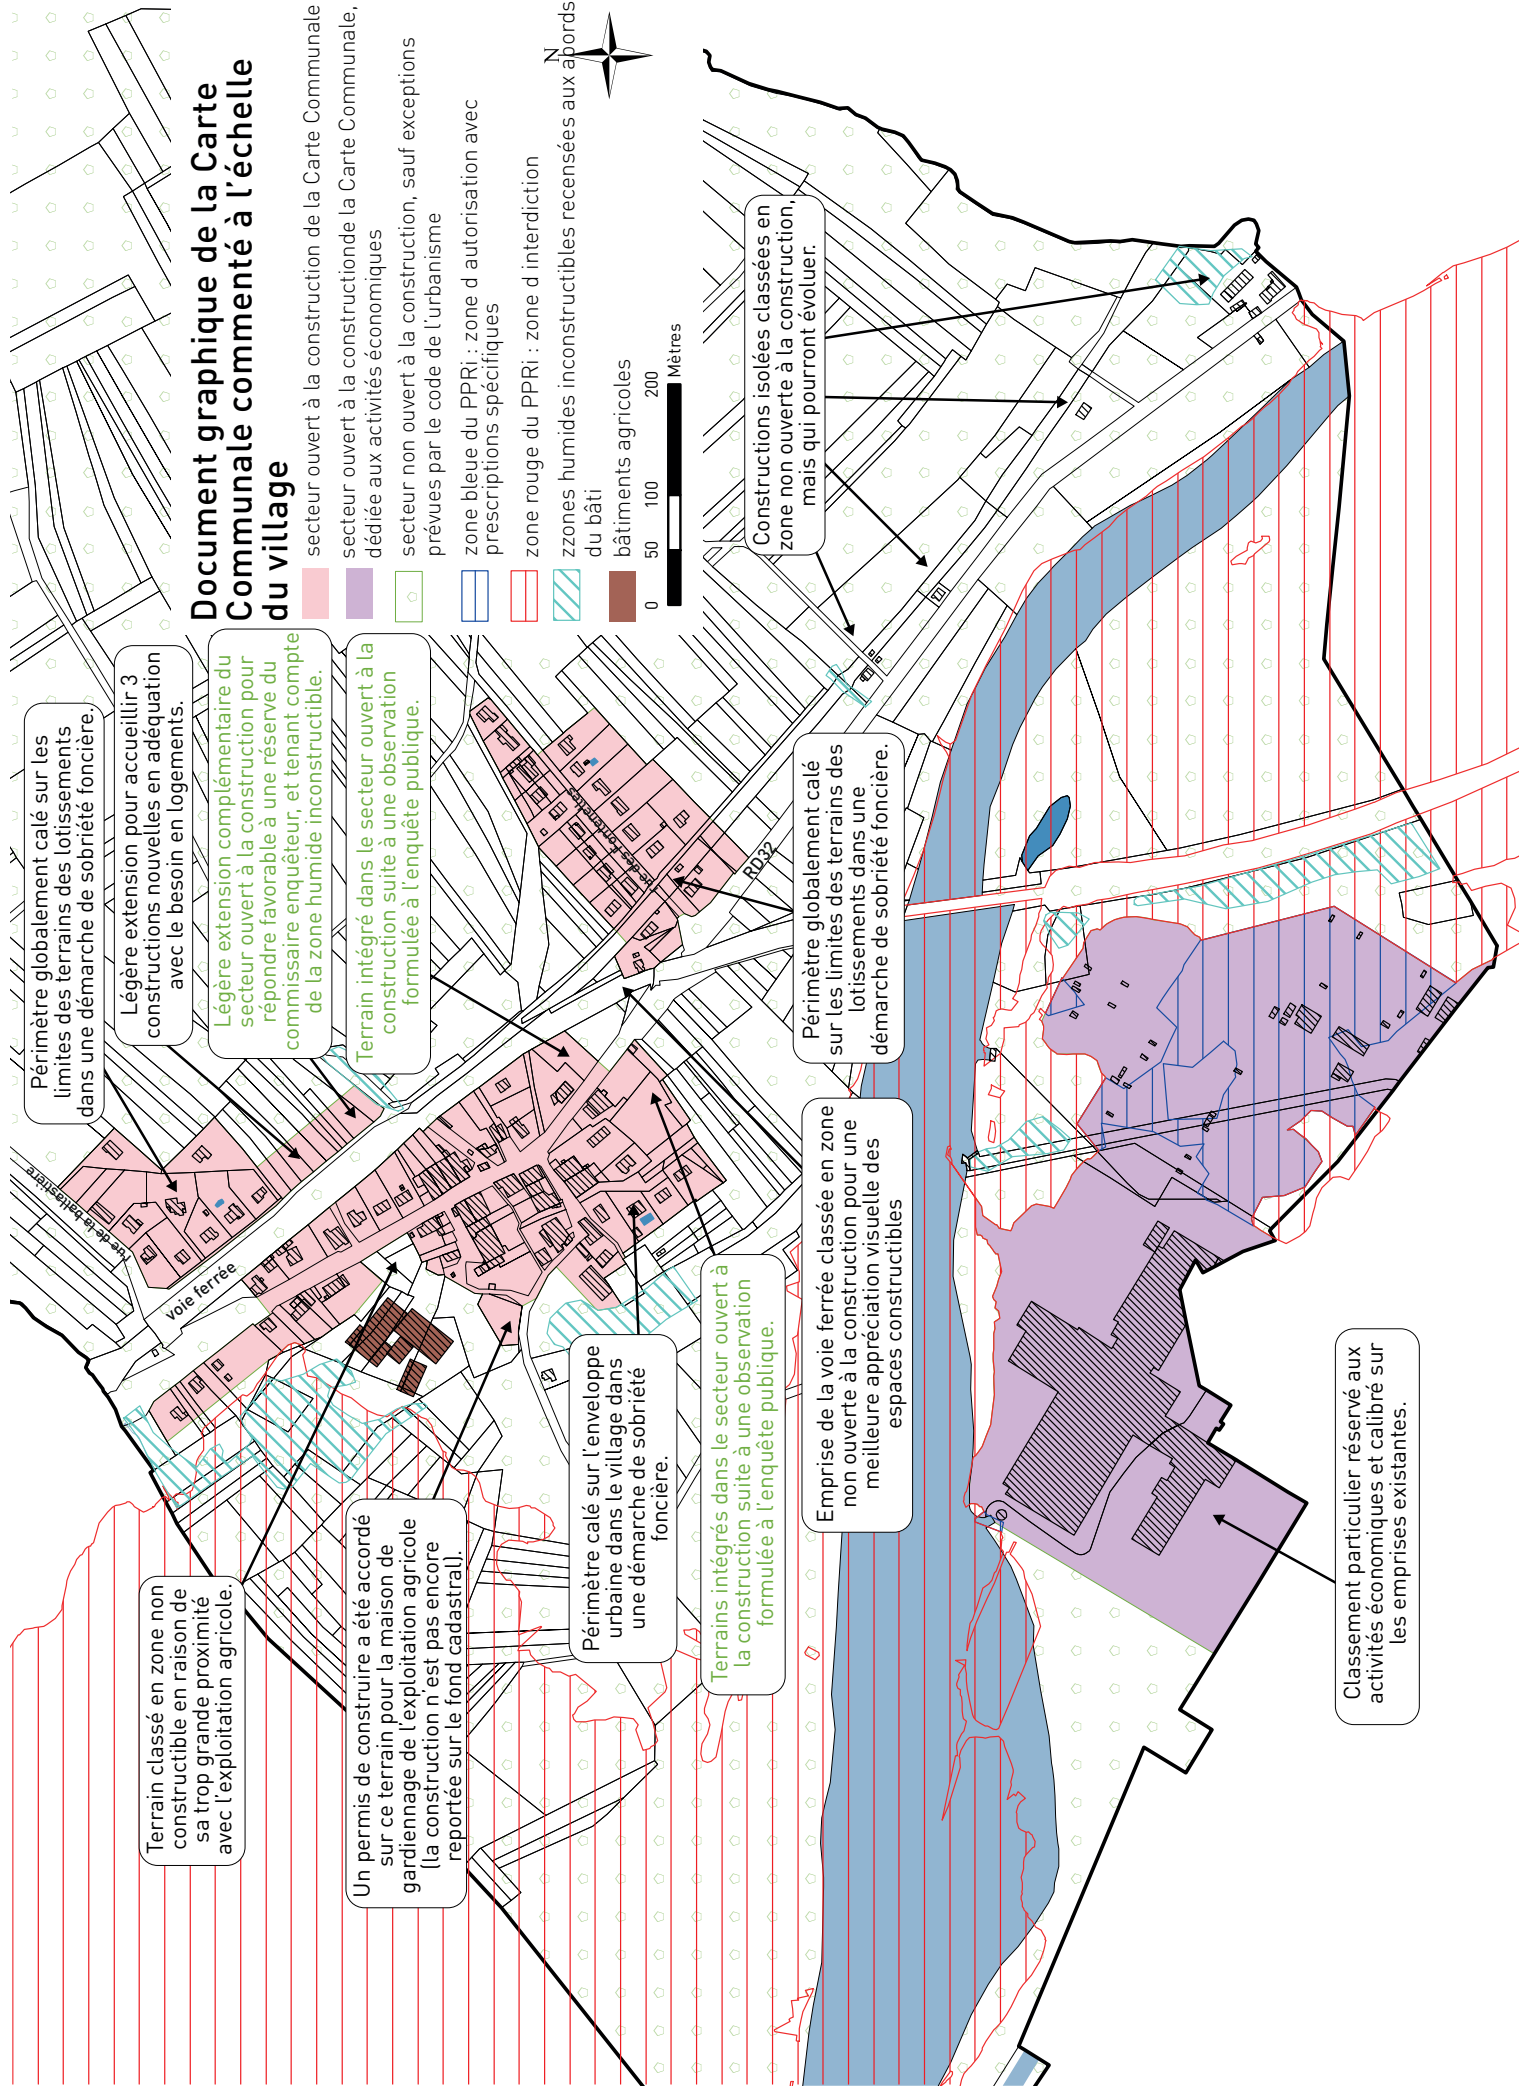 Document graphique de la Carte
Communale commenté à l'échelle
du village
secteur ouvert à la construction de la Carte Communale
secteur ouvert à la constructionde la Carte Communale,
dédiée aux activités économiques
secteur non ouvert à la construction, sauf exceptions
prévues par le code de l'urbanisme
zone bleue du PPRi : zone d autorisation avec
prescriptions spécifiques
zone rouge du PPRi : zone d interdiction
zzones humides inconstructibles recensées aux abords
du bâti
bâtiments agricoles
0 50 100 200
Mètres
N
Périmètre globalement calé sur les
limites des terrains des lotissements
dans une démarche de sobriété foncière.
Légère extension pour accueillir 3
constructions nouvelles en adéquation
avec le besoin en logements.
Légère extension complémentaire du
secteur ouvert à la construction pour
répondre favorable à une réserve du
commissaire enquêteur, et tenant compte
de la zone humide inconstructible.
Terrain intégré dans le secteur ouvert à la
construction suite à une observation
formulée à l'enquête publique.
Constructions isolées classées en
zone non ouverte à la construction,
mais qui pourront évoluer.
Périmètre globalement calé
sur les limites des terrains des
lotissements dans une
démarche de sobriété foncière.
rue de la ballastière
voie ferrée
rue des Fontenettes
RD32
Terrain classé en zone non
constructible en raison de
sa trop grande proximité
avec l'exploitation agricole.
Un permis de construire a été accordé
sur ce terrain pour la maison de
gardiennage de l'exploitation agricole
(la construction n'est pas encore
reportée sur le fond cadastral).
Périmètre calé sur l'enveloppe
urbaine dans le village dans
une démarche de sobriété
foncière.
Terrains intégrés dans le secteur ouvert à
la construction suite à une observation
formulée à l'enquête publique.
Emprise de la voie ferrée classée en zone
non ouverte à la construction pour une
meilleure appréciation visuelle des
espaces constructibles
Classement particulier réservé aux
activités économiques et calibré sur
les emprises existantes.